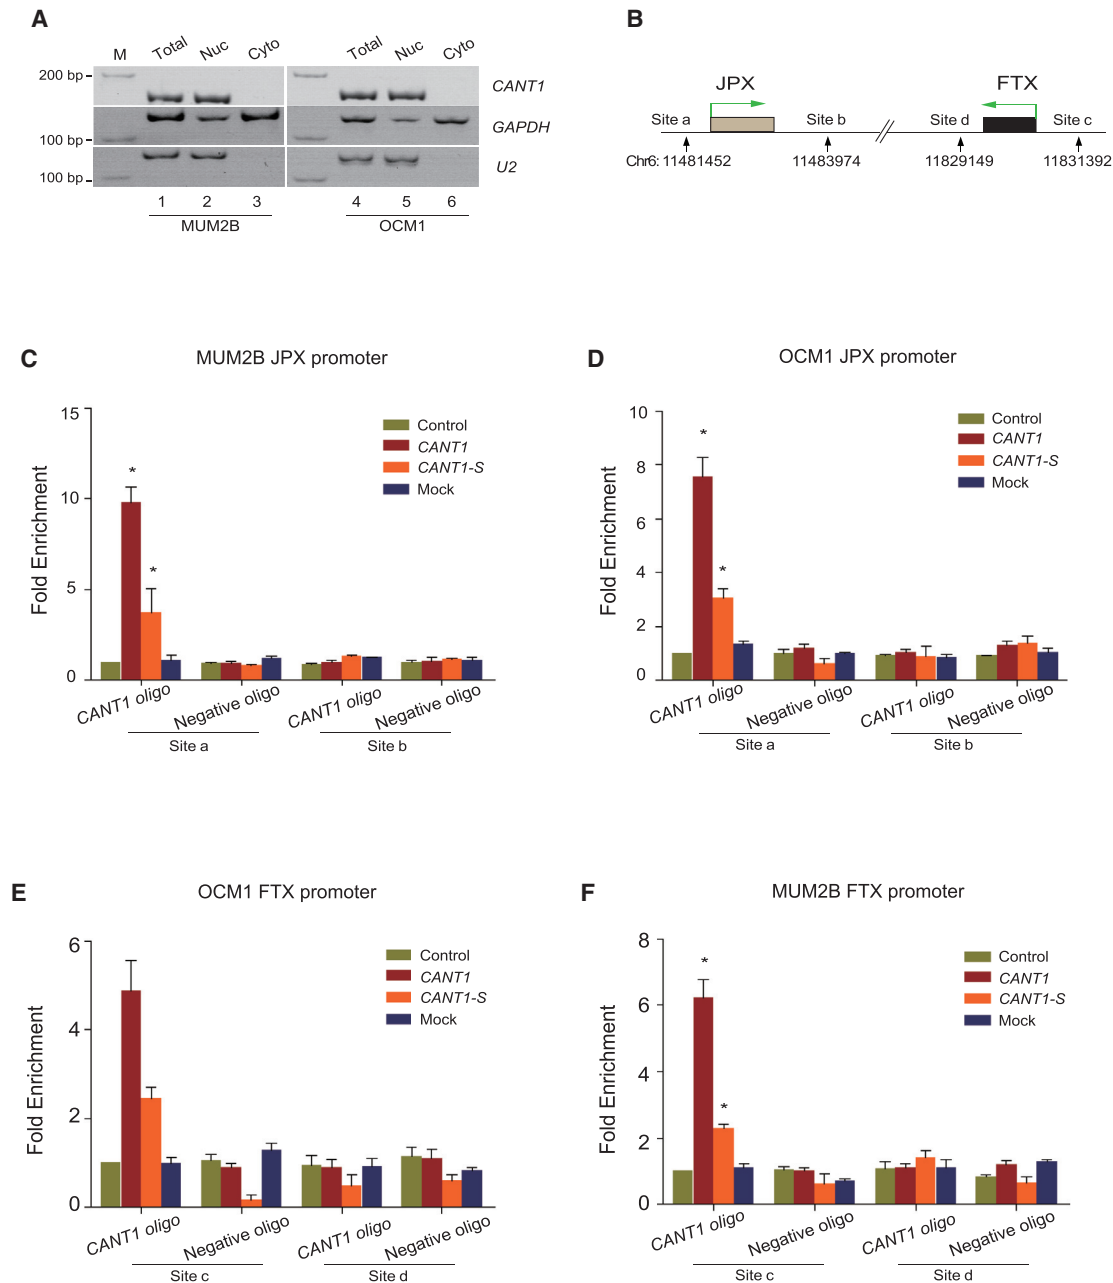 A
M Total Nuc Cyto Total Nuc Cyto
200 bp
CANT1
GAPDH
100 bp
U2
100 bp
1 2 3 4 5 6
MUM2B OCM1
B
JPX FTX
Site a Site b Site d Site c
Chr6: 11481452 11483974 11829149 11831392
C
MUM2B JPX promoter
Fold Enrichment
15
10
5
0
Control
CANT1
CANT1-S
Mock
* *
CANT1 oligo Negative oligo CANT1 oligo Negative oligo
Site a Site b
D
OCM1 JPX promoter
Fold Enrichment
10
8
6
4
2
0
Control
CANT1
CANT1-S
Mock
* *
CANT1 oligo Negative oligo CANT1 oligo Negative oligo
Site a Site b
E
OCM1 FTX promoter
Fold Enrichment
6
4
2
0
Control
CANT1
CANT1-S
Mock
CANT1 oligo Negative oligo CANT1 oligo Negative oligo
Site c Site d
F
MUM2B FTX promoter
Fold Enrichment
8
6
4
2
0
Control
CANT1
CANT1-S
Mock
* *
CANT1 oligo Negative oligo CANT1 oligo Negative oligo
Site c Site d